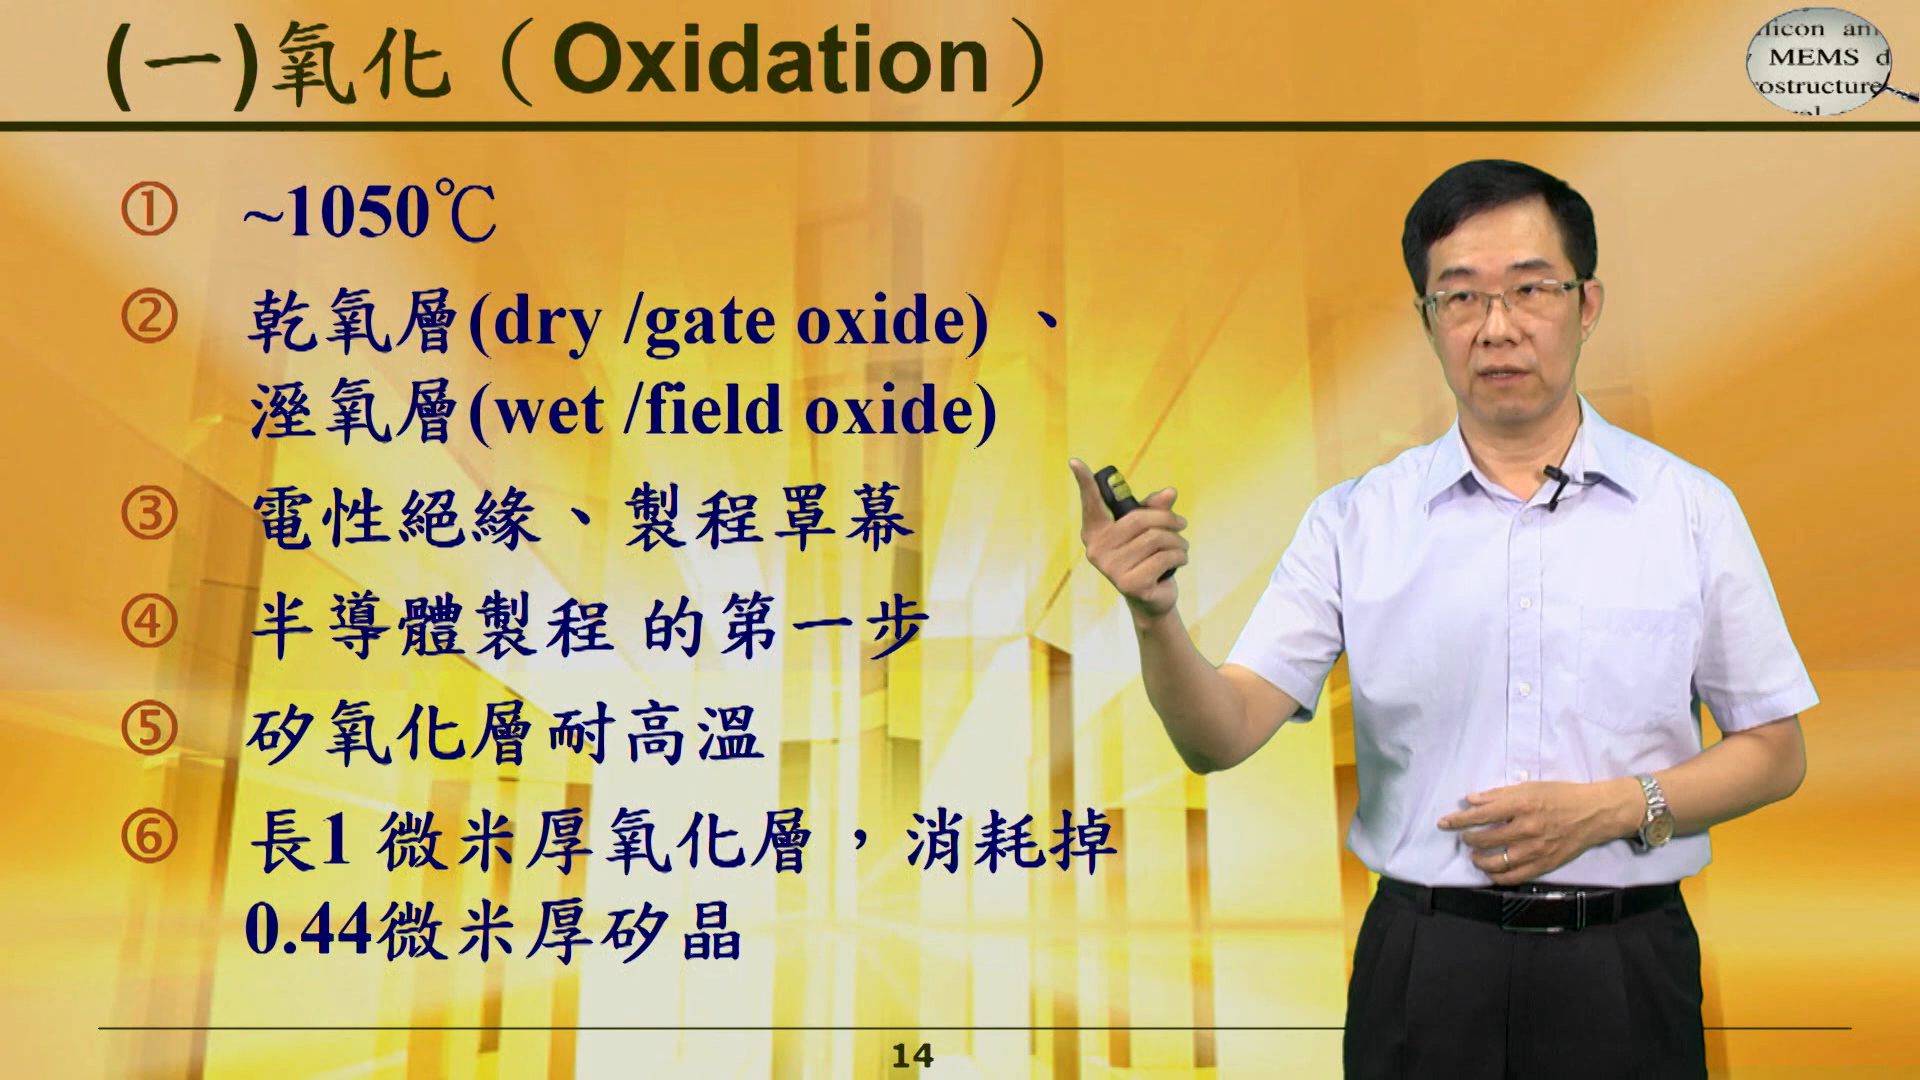 (一)氧化（Oxidation）
licon an
MEMS d
ostructure
① ~1050℃
② 乾氧層(dry /gate oxide) 、
溼氧層(wet /field oxide)
③ 電性絕緣、製程罩幕
④ 半導體製程 的第一步
⑤ 矽氧化層耐高溫
⑥ 長1 微米厚氧化層，消耗掉
0.44微米厚矽晶
14